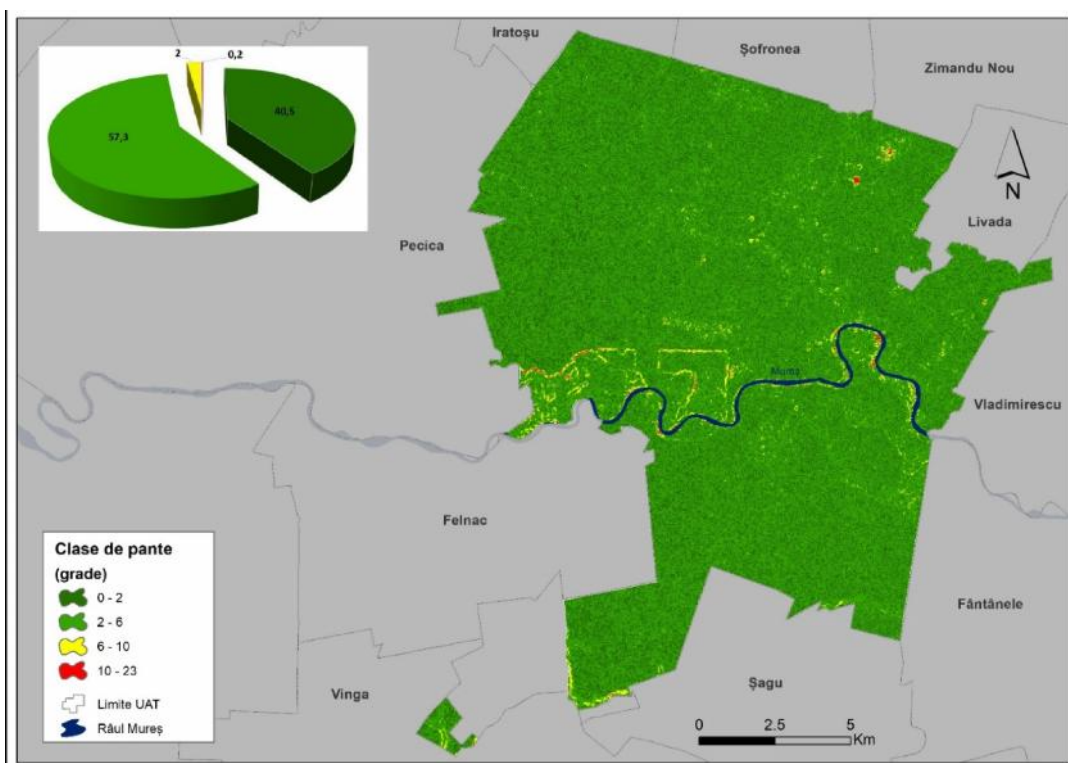 Iratoșu
Șofronea
Zimandu Nou
2
0,2
40,5
57,3
N
Livada
Pecica
Mureș
Vladimirescu
Felnac
Fântânele
Clase de pante
(grade)
0 - 2
2 - 6
6 - 10
10 - 23
Limite UAT
Râul Mureș
Vinga
Șagu
0 2.5 5
Km